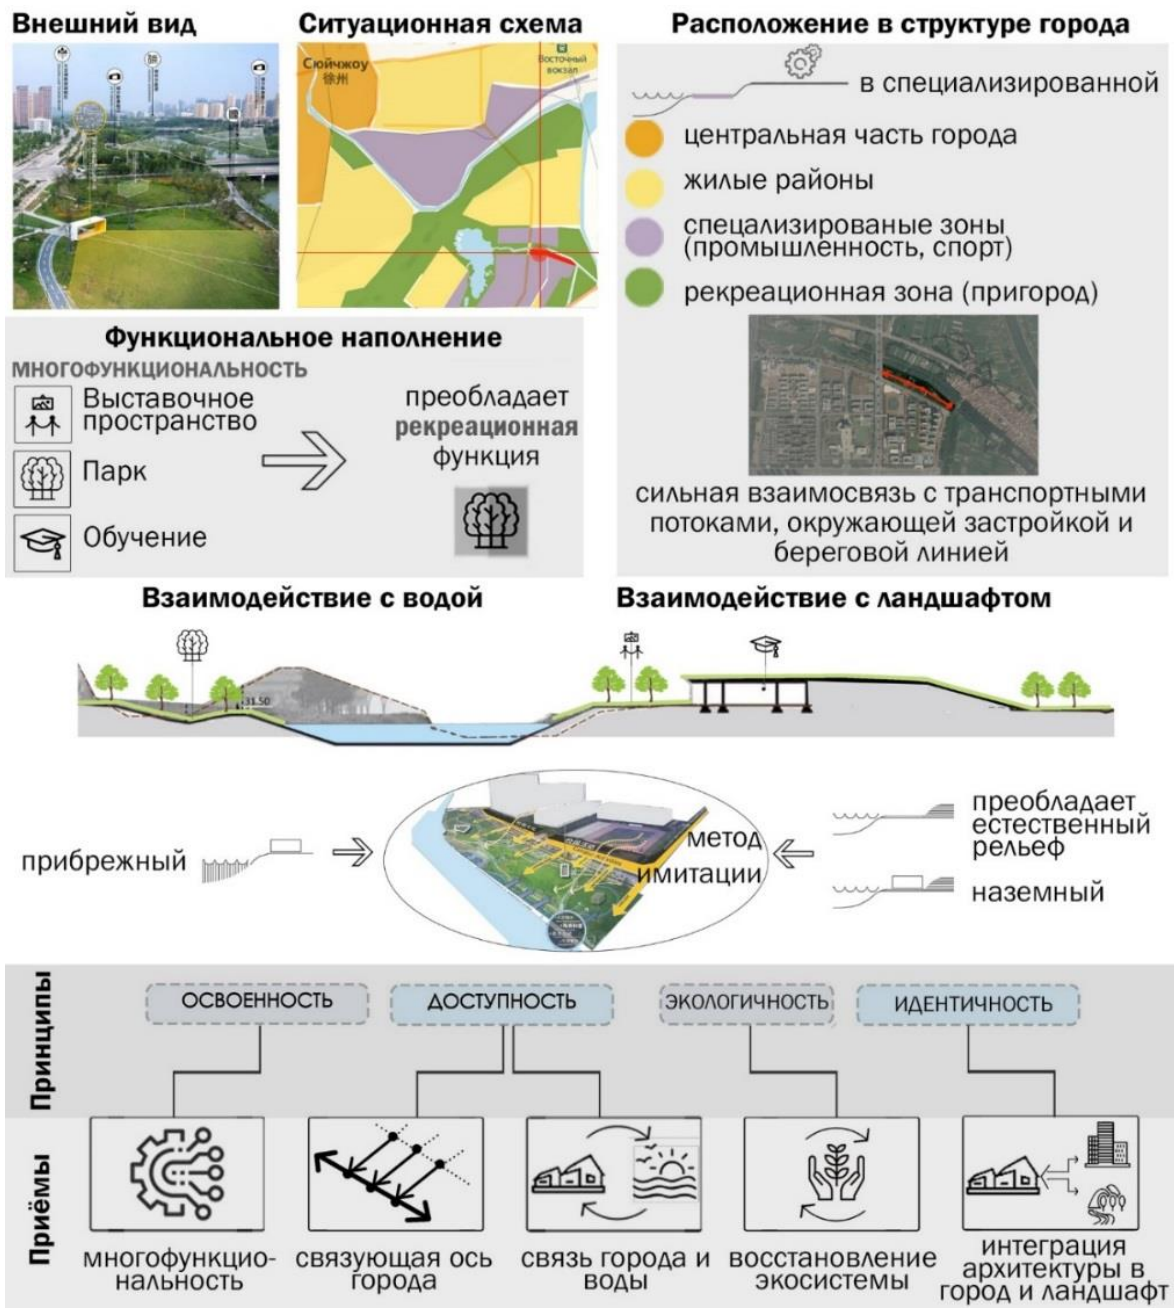 Внешний вид
Ситуационная схема
Расположение в структуре города
Сюйчжоу
徐州
Восточный
вокзал
в специализированной
центральная часть города
жилые районы
спецализированые зоны
(промышленность, спорт)
рекреационная зона (пригород)
сильная взаимосвязь с транспортными
потоками, окружающей застройкой и
береговой линией
Функциональное наполнение
МНОГОФУНКЦИОНАЛЬНОСТЬ
Выставочное
пространство
Парк
Обучение
преобладает
рекреационная
функция
Взаимодействие с водой
Взаимодействие с ландшафтом
31.50
прибрежный
метод
имитации
преобладает
естественный
рельеф
наземный
Принципы
ОСВОЕННОСТЬ
ДОСТУПНОСТЬ
ЭКОЛОГИЧНОСТЬ
ИДЕНТИЧНОСТЬ
Приёмы
многофункцио-
нальность
связующая ось
города
связь города и
воды
восстановление
экосистемы
интеграция
архитектуры в
город и ландшафт